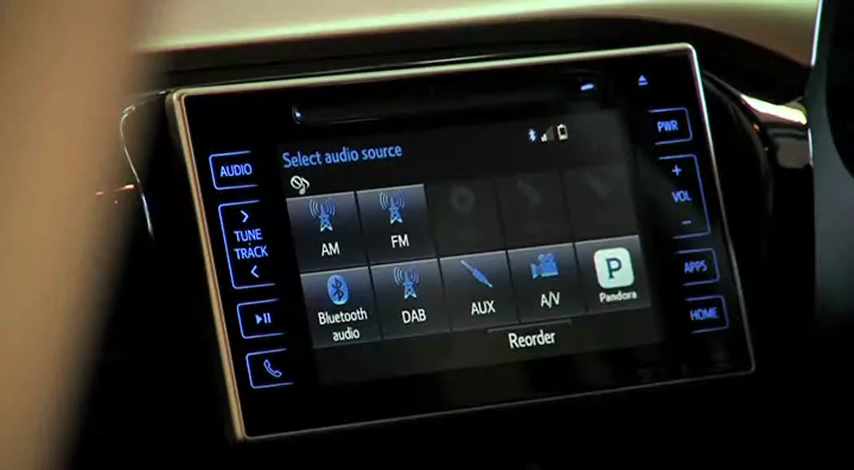 Select audio source
AUDIO
PWR
TUNE
TRACK
VOL
AM
FM
Bluetooth
audio
DAB
AUX
A/V
P
Pandora
APPS
HOME
Reorder